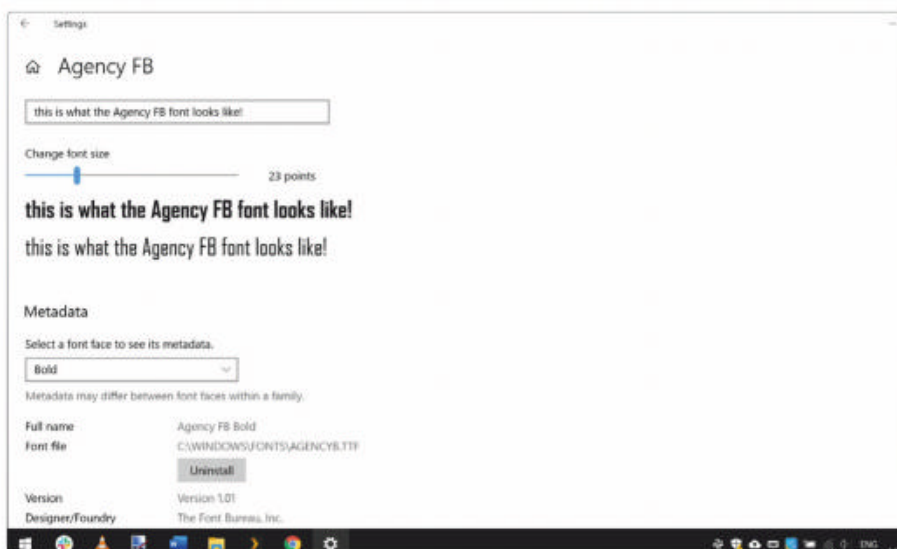 Settings
Agency FB
this is what the Agency FB font looks like!
Change font size
23 points
this is what the Agency FB font looks like!
this is what the Agency FB font looks like!
Metadata
Select a font face to see its metadata.
Bold
Metadata may differ between font faces within a family.
Full name Agency FB Bold
Font file C:\WINDOWS\FONTS\AGENCYB.TTF
Uninstall
Version Version 1.01
Designer/Foundry The Font Bureau, Inc.
ENG